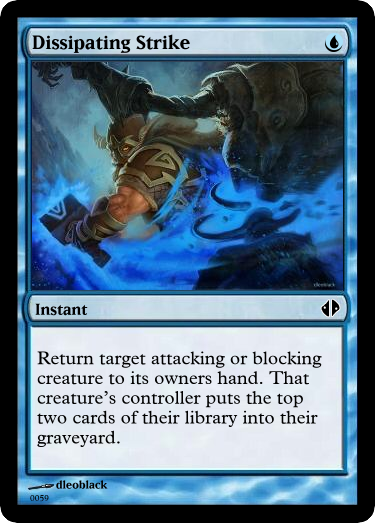 Dissipating Strike
dleoblack
Instant
Return target attacking or blocking
creature to its owners hand. That
creature's controller puts the top
two cards of their library into their
graveyard.
dleoblack
0059